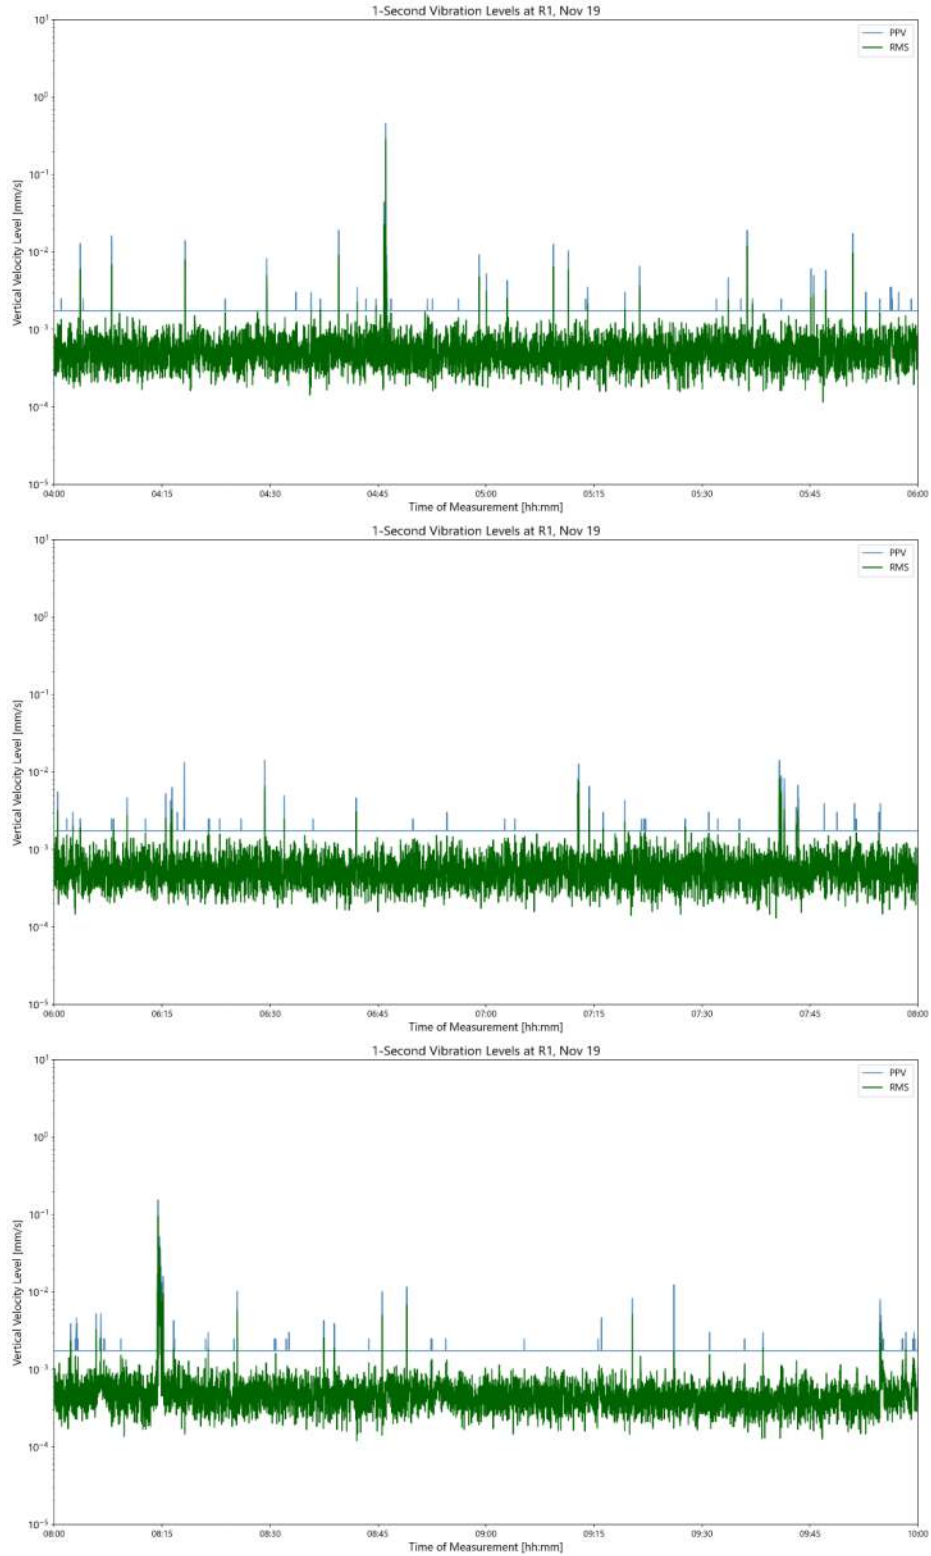 1-Second Vibration Levels at R1, Nov 19
10¹
PPV
RMS
10⁰
10⁻¹
Vertical Velocity Level [mm/s]
10⁻²
10⁻³
10⁻⁴
10⁻⁵
04:00 04:15 04:30 04:45 05:00 05:15 05:30 05:45 06:00
Time of Measurement [hh:mm]
1-Second Vibration Levels at R1, Nov 19
10¹
PPV
RMS
10⁰
10⁻¹
Vertical Velocity Level [mm/s]
10⁻²
10⁻³
10⁻⁴
10⁻⁵
06:00 06:15 06:30 06:45 07:00 07:15 07:30 07:45 08:00
Time of Measurement [hh:mm]
1-Second Vibration Levels at R1, Nov 19
10¹
PPV
RMS
10⁰
10⁻¹
Vertical Velocity Level [mm/s]
10⁻²
10⁻³
10⁻⁴
10⁻⁵
08:00 08:15 08:30 08:45 09:00 09:15 09:30 09:45 10:00
Time of Measurement [hh:mm]